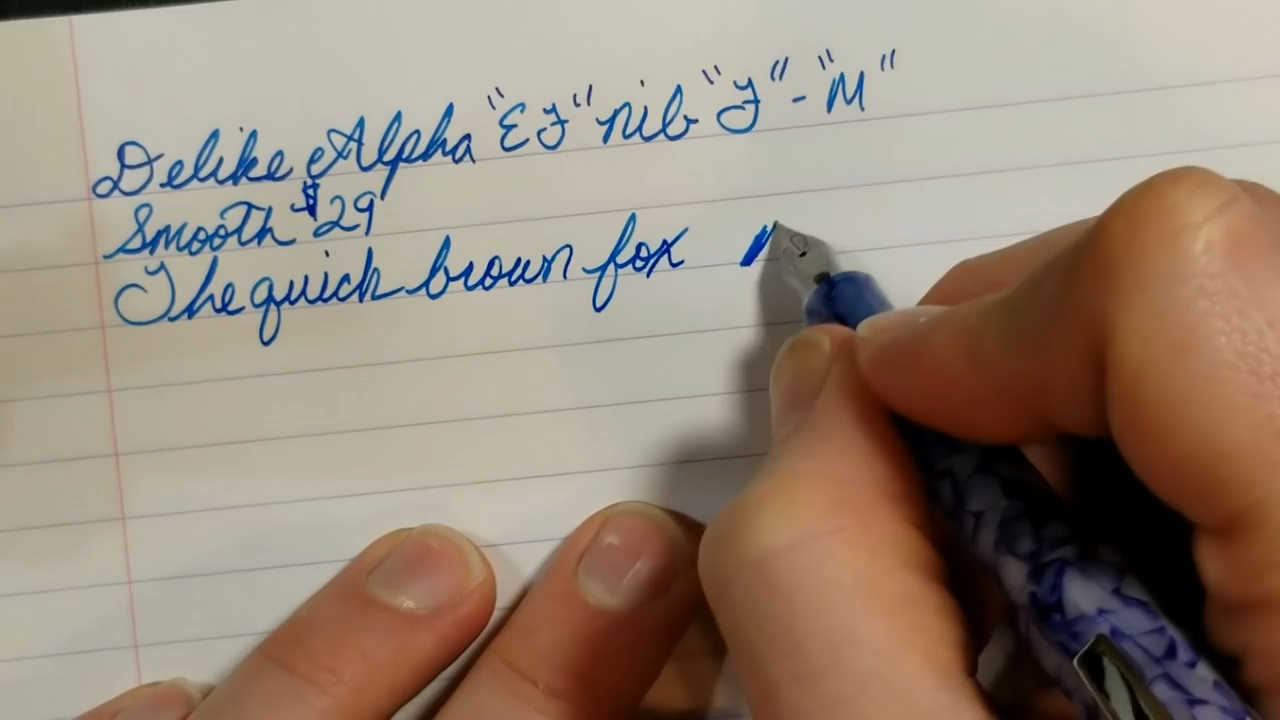 Delike Alpha "EF" nib "F" - "M"
Smooth $29
The quick brown fox